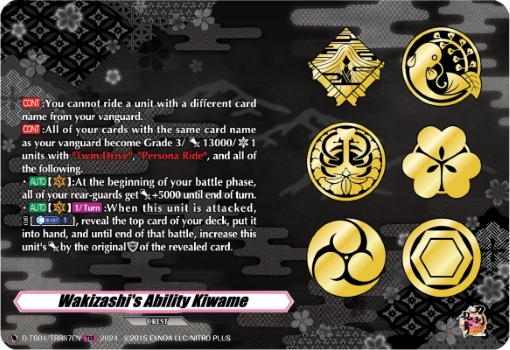 CONT:You cannot ride a unit with a different card
name from your vanguard.
CONT:All of your cards with the same card name
as your vanguard become Grade 3/ 13000/ 1
units with "Twin Drive", "Persona Ride", and all of
the following.
・AUTO[ ]:At the beginning of your battle phase,
all of your rear-guards get +5000 until end of turn.
・AUTO[ ] 1/Turn:When this unit is attacked,
[ 1 ], reveal the top card of your deck, put it
into hand, and until end of that battle, increase this
unit's by the original of the revealed card.
Wakizashi's Ability Kiwame
CREST
2024 ©2015 EXNOA LLC/NITRO PLUS